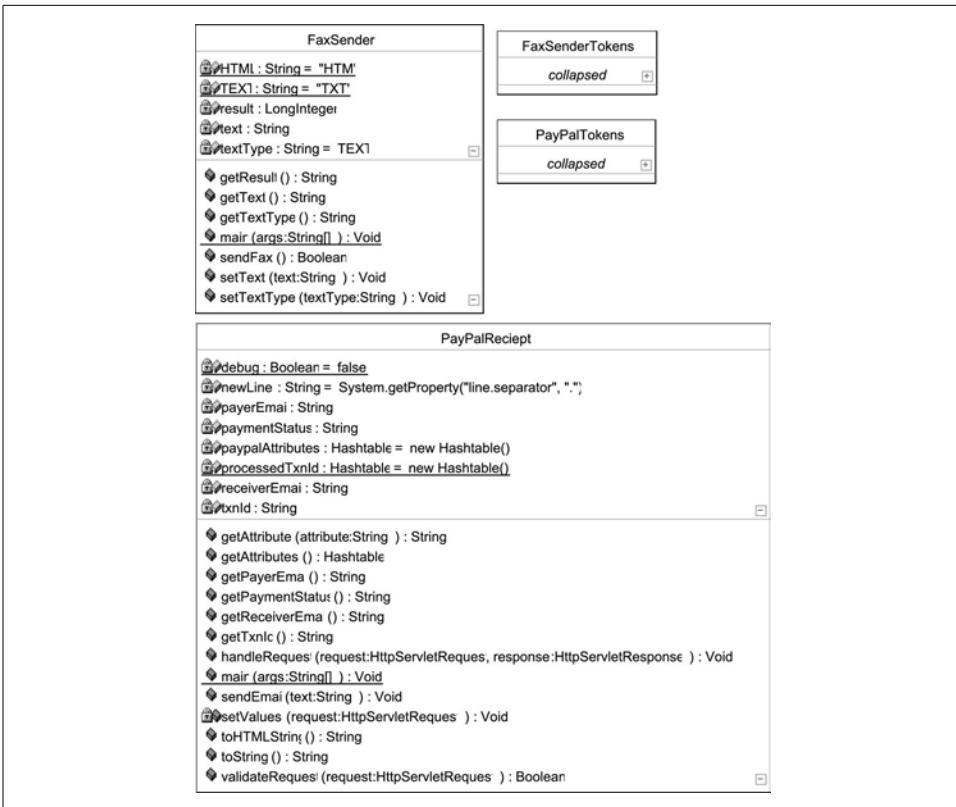 FaxSender
HTML : String = "HTM'
TEXT : String = "TXT'
result : LongInteger
text : String
textType : String = TEXT
getResult () : String
getText () : String
getTextType () : String
main (args:String[] ) : Void
sendFax () : Boolean
setText (text:String ) : Void
setTextType (textType:String ) : Void
FaxSenderTokens
collapsed
PayPalTokens
collapsed
PayPalReciept
debug : Boolean = false
newLine : String = System.getProperty("line.separator", ".")
payerEmai : String
paymentStatus : String
paypalAttributes : Hashtable = new Hashtable()
processedTxnId : Hashtable = new Hashtable()
receiverEmai : String
txnId : String
getAttribute (attribute:String ) : String
getAttributes () : Hashtable
getPayerEma () : String
getPaymentStatus () : String
getReceiverEma () : String
getTxnIc () : String
handleReques (request:HttpServletReques, response:HttpServletResponse ) : Void
main (args:String[] ) : Void
sendEmai (text:String ) : Void
setValues (request:HttpServletReques ) : Void
toHTMLString () : String
toString () : String
validateReques (request:HttpServletReques ) : Boolean